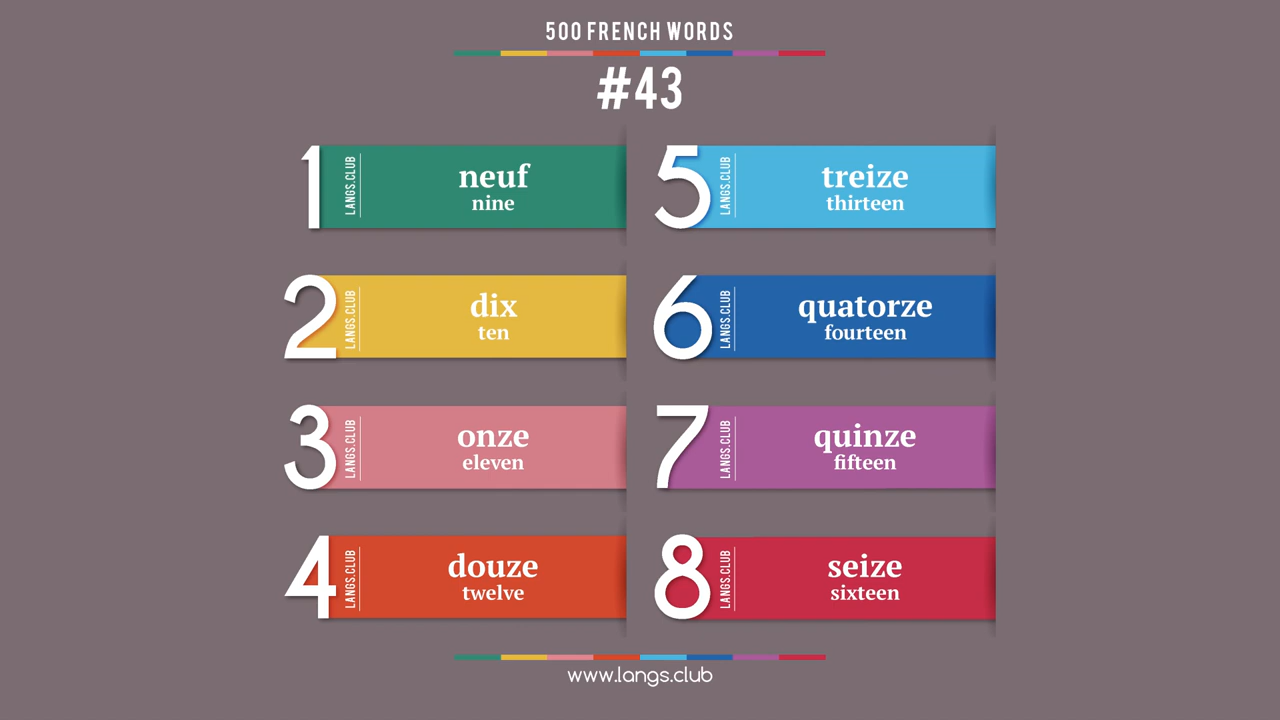 500 FRENCH WORDS
#43
1
LANGS.CLUB
neuf
nine
2
LANGS.CLUB
dix
ten
3
LANGS.CLUB
onze
eleven
4
LANGS.CLUB
douze
twelve
5
LANGS.CLUB
treize
thirteen
6
LANGS.CLUB
quatorze
fourteen
7
LANGS.CLUB
quinze
fifteen
8
LANGS.CLUB
seize
sixteen
www.langs.club